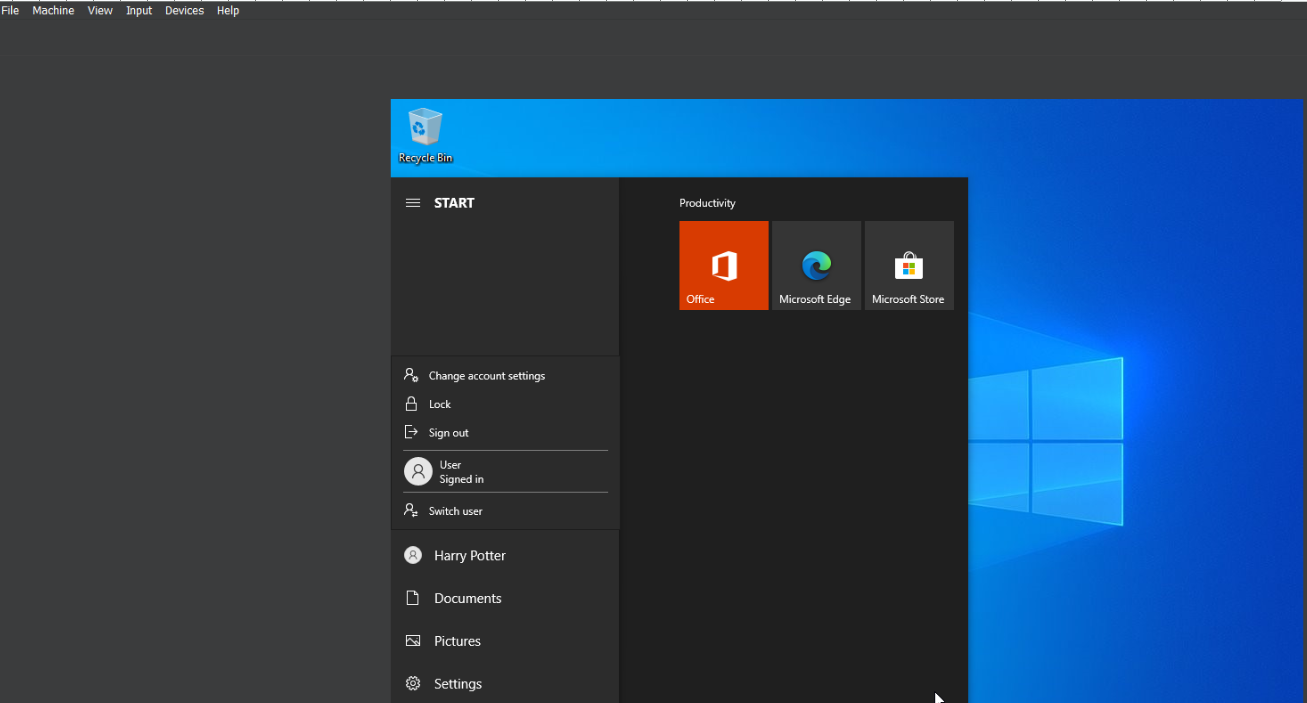 File Machine View Input Devices Help
Recycle Bin
START
Productivity
Office
Microsoft Edge
Microsoft Store
Change account settings
Lock
Sign out
User
Signed in
Switch user
Harry Potter
Documents
Pictures
Settings